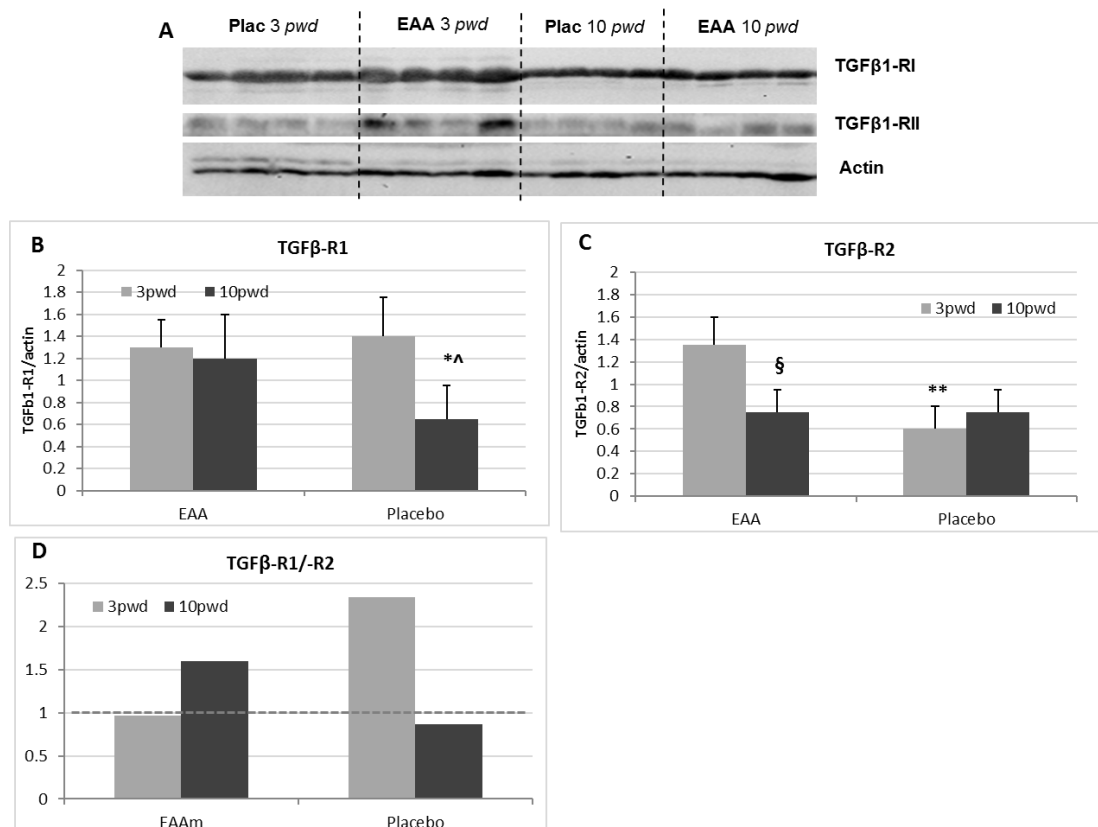 A
Plac 3 pwd EAA 3 pwd Plac 10 pwd EAA 10 pwd
TGFβ1-RI
TGFβ1-RII
Actin
B
TGFβ-R1
TGFb1-R1/actin
2
1.8
1.6
1.4
1.2
1
0.8
0.6
0.4
0.2
0
3pwd 10pwd
*^
EAA Placebo
C
TGFβ-R2
TGFb1-R2/actin
2
1.8
1.6
1.4
1.2
1
0.8
0.6
0.4
0.2
0
3pwd 10pwd
§
**
EAA Placebo
D
TGFβ-R1/-R2
2.5
2
1.5
1
0.5
0
3pwd 10pwd
EAAm Placebo